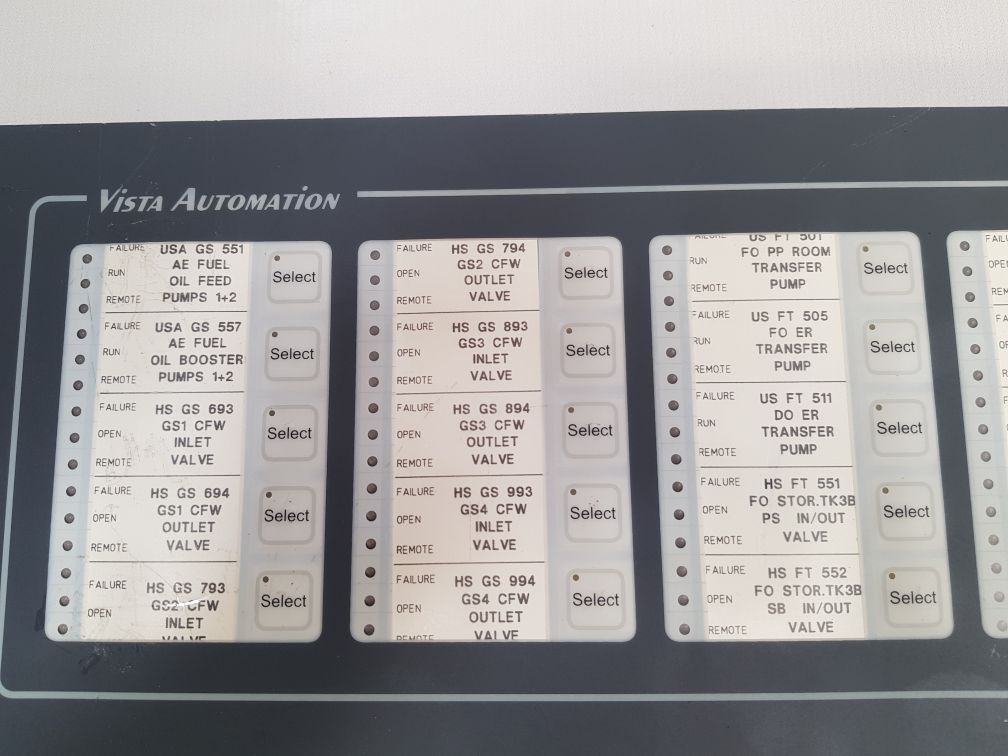 VISTA AUTOMATION
FAILURE USA GS 551
AE FUEL
RUN OIL FEED
REMOTE PUMPS 1+2
Select
FAILURE USA GS 557
AE FUEL
RUN OIL BOOSTER
REMOTE PUMPS 1+2
Select
FAILURE HS GS 693
GS1 CFW
OPEN INLET
REMOTE VALVE
Select
FAILURE HS GS 694
GS1 CFW
OPEN OUTLET
REMOTE VALVE
Select
FAILURE HS GS 793
GS2 CFW
OPEN INLET
VALVE
Select
FAILURE HS GS 794
GS2 CFW
OPEN OUTLET
REMOTE VALVE
Select
FAILURE HS GS 893
GS3 CFW
OPEN INLET
REMOTE VALVE
Select
FAILURE HS GS 894
GS3 CFW
OPEN OUTLET
REMOTE VALVE
Select
FAILURE HS GS 993
GS4 CFW
OPEN INLET
REMOTE VALVE
Select
FAILURE HS GS 994
GS4 CFW
OPEN OUTLET
REMOTE VALVE
Select
FAILURE US FT 501
FO PP ROOM
RUN TRANSFER
REMOTE PUMP
Select
FAILURE US FT 505
FO ER
RUN TRANSFER
REMOTE PUMP
Select
FAILURE US FT 511
DO ER
RUN TRANSFER
REMOTE PUMP
Select
FAILURE HS FT 551
FO STOR.TK3B
OPEN PS IN/OUT
REMOTE VALVE
Select
FAILURE HS FT 552
FO STOR.TK3B
OPEN SB IN/OUT
REMOTE VALVE
Select